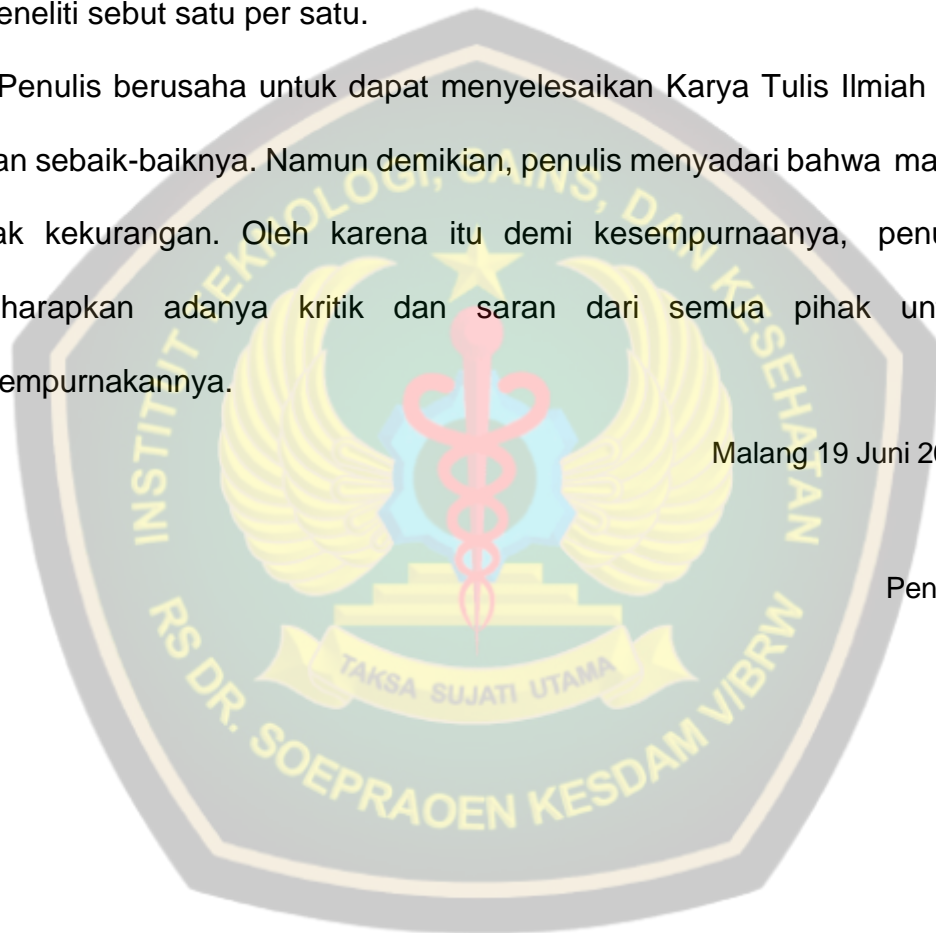 eneliti sebut satu per satu.
Penulis berusaha untuk dapat menyelesaikan Karya Tulis Ilmiah
an sebaik-baiknya. Namun demikian, penulis menyadari bahwa ma
ak kekurangan. Oleh karena itu demi kesempurnaanya, penu
harapkan adanya kritik dan saran dari semua pihak un
empurnakannya.
Malang 19 Juni 20
Pen
INSTITUT TEKNOLOGI, SAINS, DAN KESEHATAN
TAKSA SUJATI UTAMA
RS DR. SOEPRAOEN KESDAM V/BRW